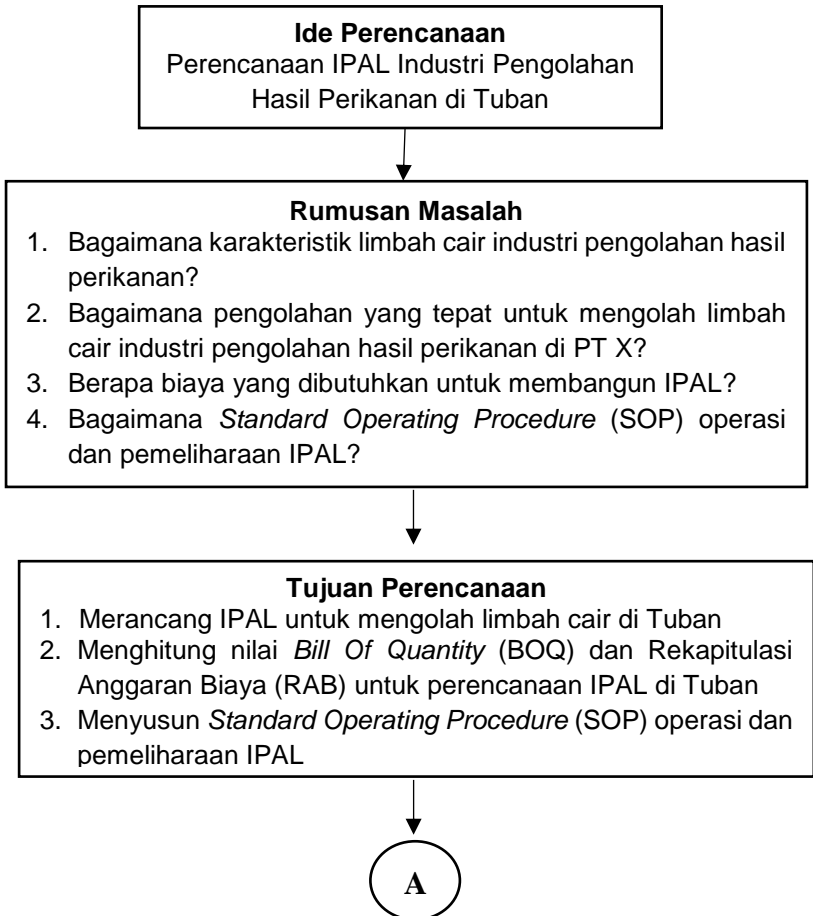 Ide Perencanaan
Perencanaan IPAL Industri Pengolahan
Hasil Perikanan di Tuban
Rumusan Masalah
1. Bagaimana karakteristik limbah cair industri pengolahan hasil
perikanan?
2. Bagaimana pengolahan yang tepat untuk mengolah limbah
cair industri pengolahan hasil perikanan di PT X?
3. Berapa biaya yang dibutuhkan untuk membangun IPAL?
4. Bagaimana Standard Operating Procedure (SOP) operasi
dan pemeliharaan IPAL?
Tujuan Perencanaan
1. Merancang IPAL untuk mengolah limbah cair di Tuban
2. Menghitung nilai Bill Of Quantity (BOQ) dan Rekapitulasi
Anggaran Biaya (RAB) untuk perencanaan IPAL di Tuban
3. Menyusun Standard Operating Procedure (SOP) operasi dan
pemeliharaan IPAL
A